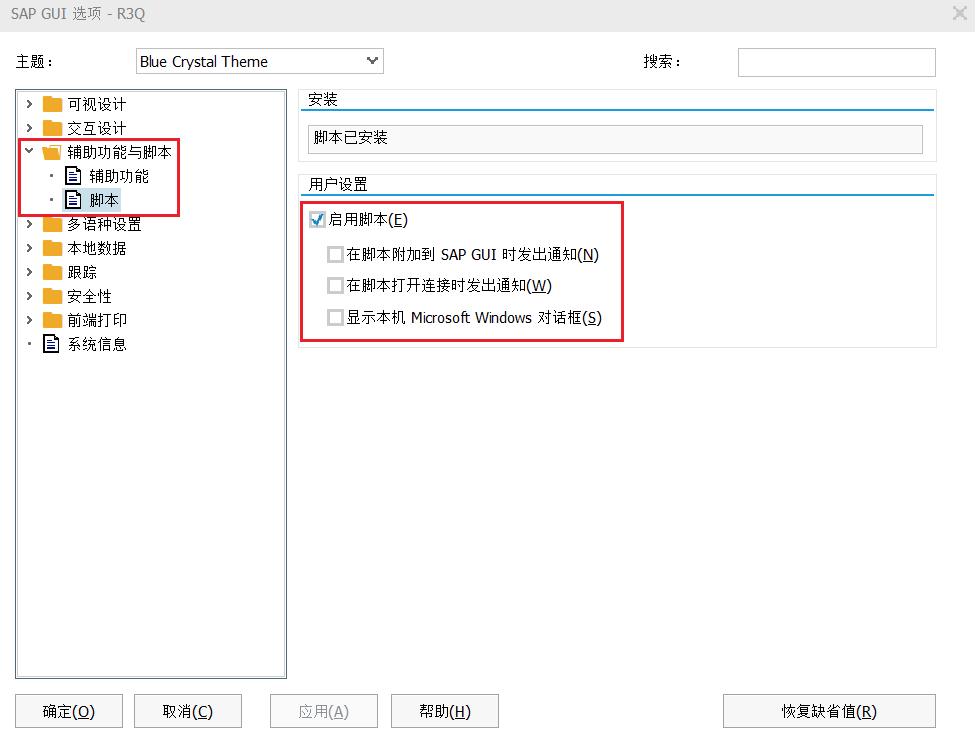 SAP GUI 选项 - R3Q
主题：
Blue Crystal Theme
搜索：
可视设计
交互设计
辅助功能与脚本
辅助功能
脚本
多语种设置
本地数据
跟踪
安全性
前端打印
系统信息
安装
脚本已安装
用户设置
启用脚本(E)
在脚本附加到 SAP GUI 时发出通知(N)
在脚本打开连接时发出通知(W)
显示本机 Microsoft Windows 对话框(S)
确定(O)
取消(C)
应用(A)
帮助(H)
恢复缺省值(R)